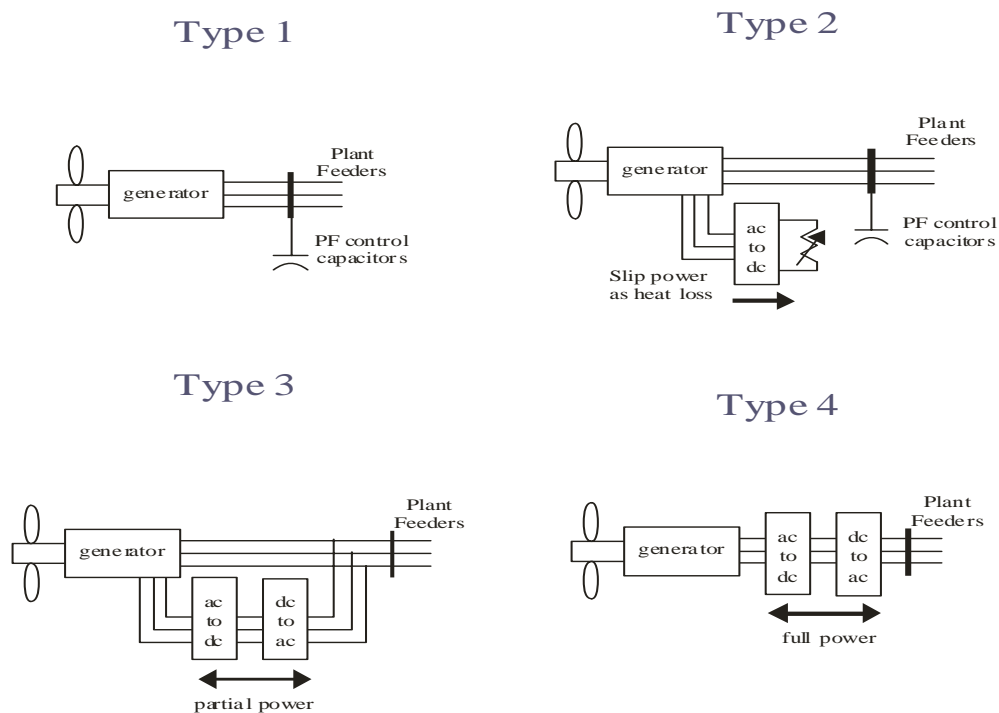 Type 1
Plant
Feeders
generator
PF control
capacitors
Type 2
Plant
Feeders
generator
ac
to
dc
PF control
capacitors
Slip power
as heat loss
Type 3
Plant
Feeders
generator
ac
to
dc
dc
to
ac
partial power
Type 4
Plant
Feeders
generator
ac
to
dc
dc
to
ac
full power